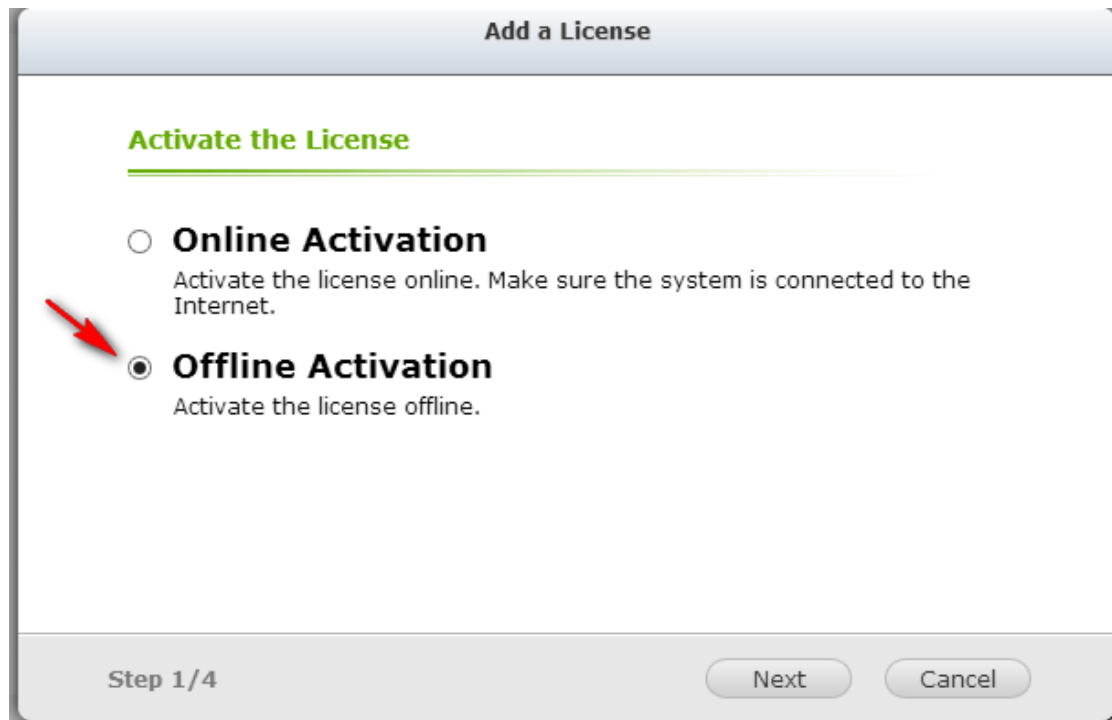 Add a License
Activate the License
Online Activation
Activate the license online. Make sure the system is connected to the
Internet.
Offline Activation
Activate the license offline.
Step 1/4
Next
Cancel